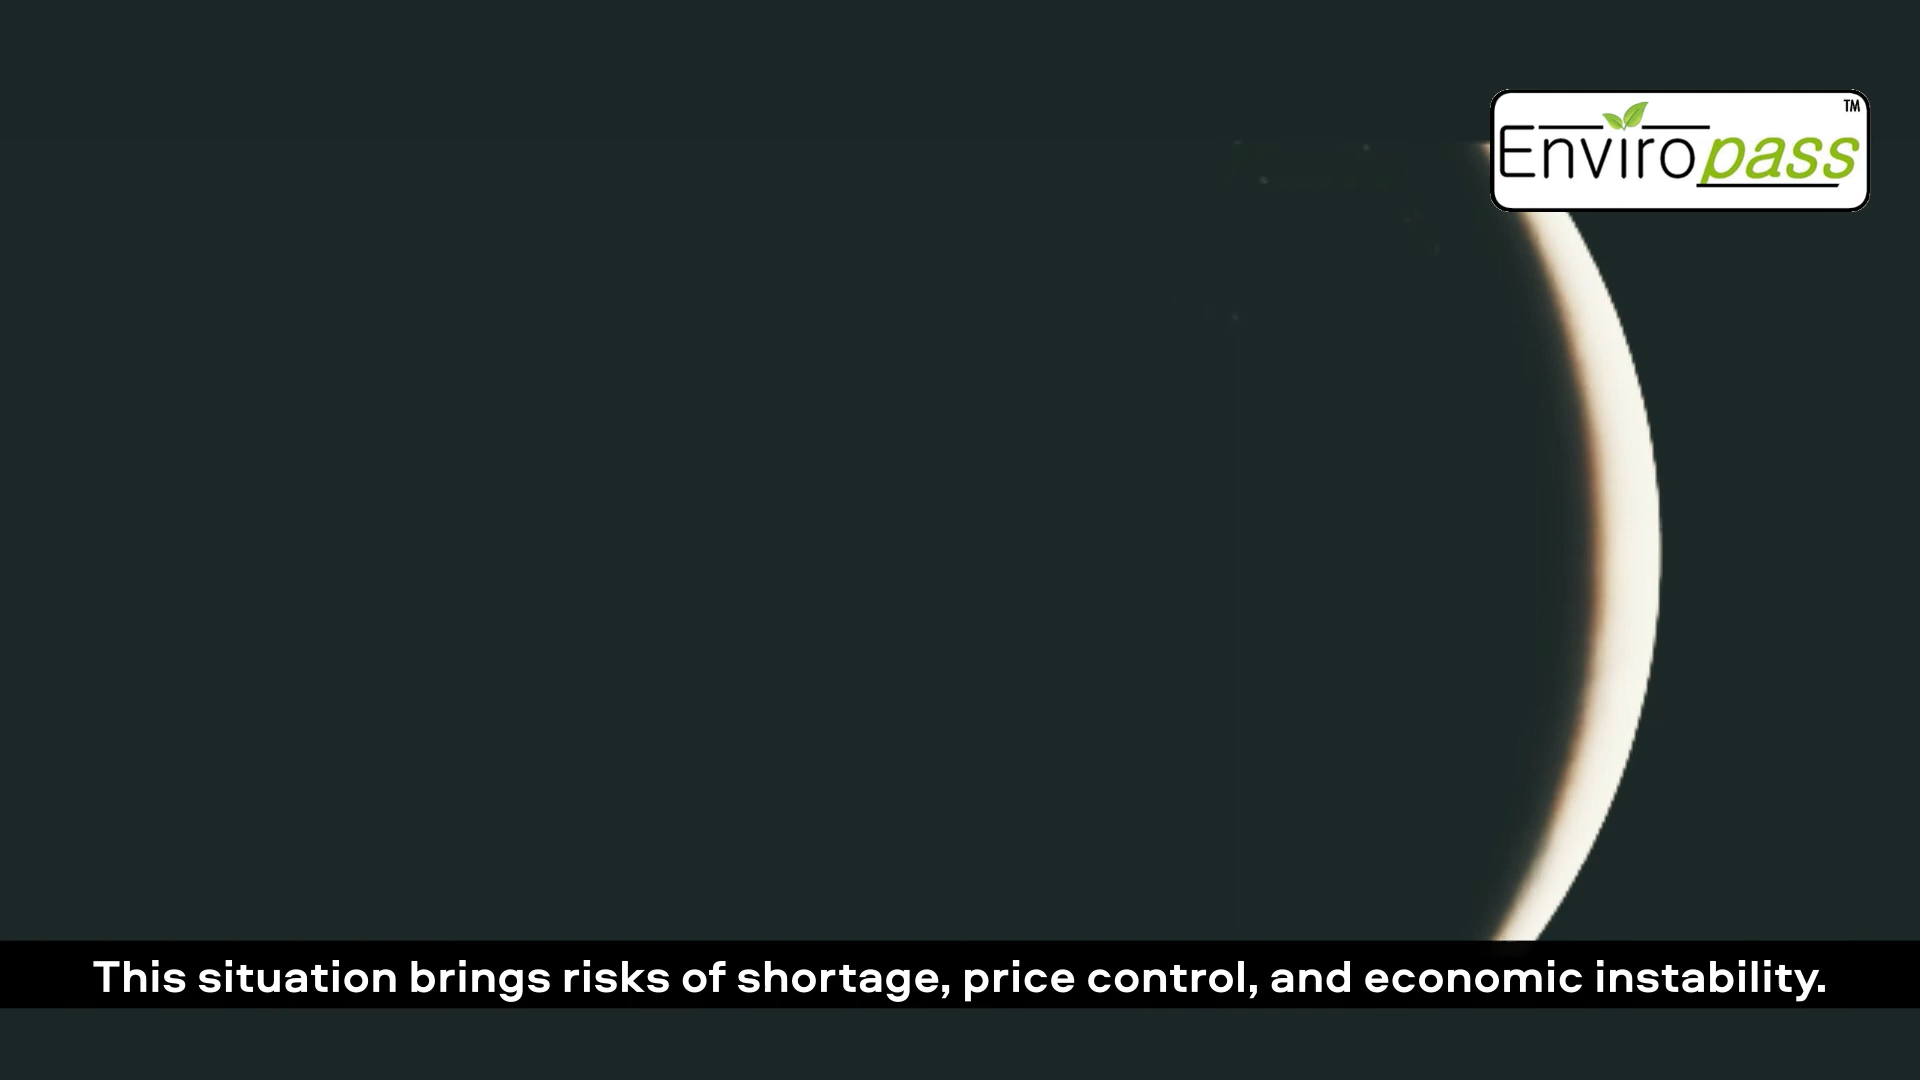 Enviropass TM
This situation brings risks of shortage, price control, and economic instability.